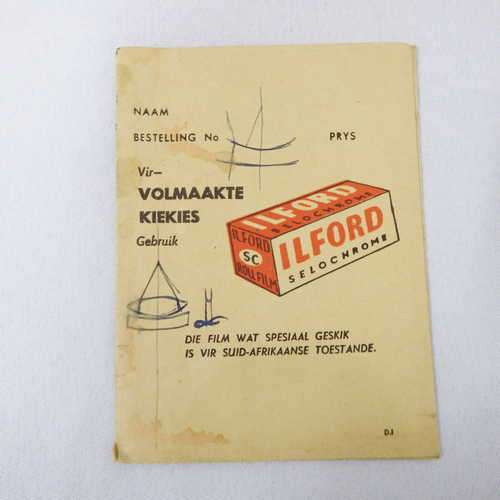 NAAM
BESTELLING No PRYS
Vir—
VOLMAAKTE
KIEKIES
Gebruik
ILFORD
SELOCHROME
ILFORD
SC
ROLL FILM
ILFORD
SELOCHROME
DIE FILM WAT SPESIAAL GESKIK
IS VIR SUID-AFRIKAANSE TOESTANDE.
DJ